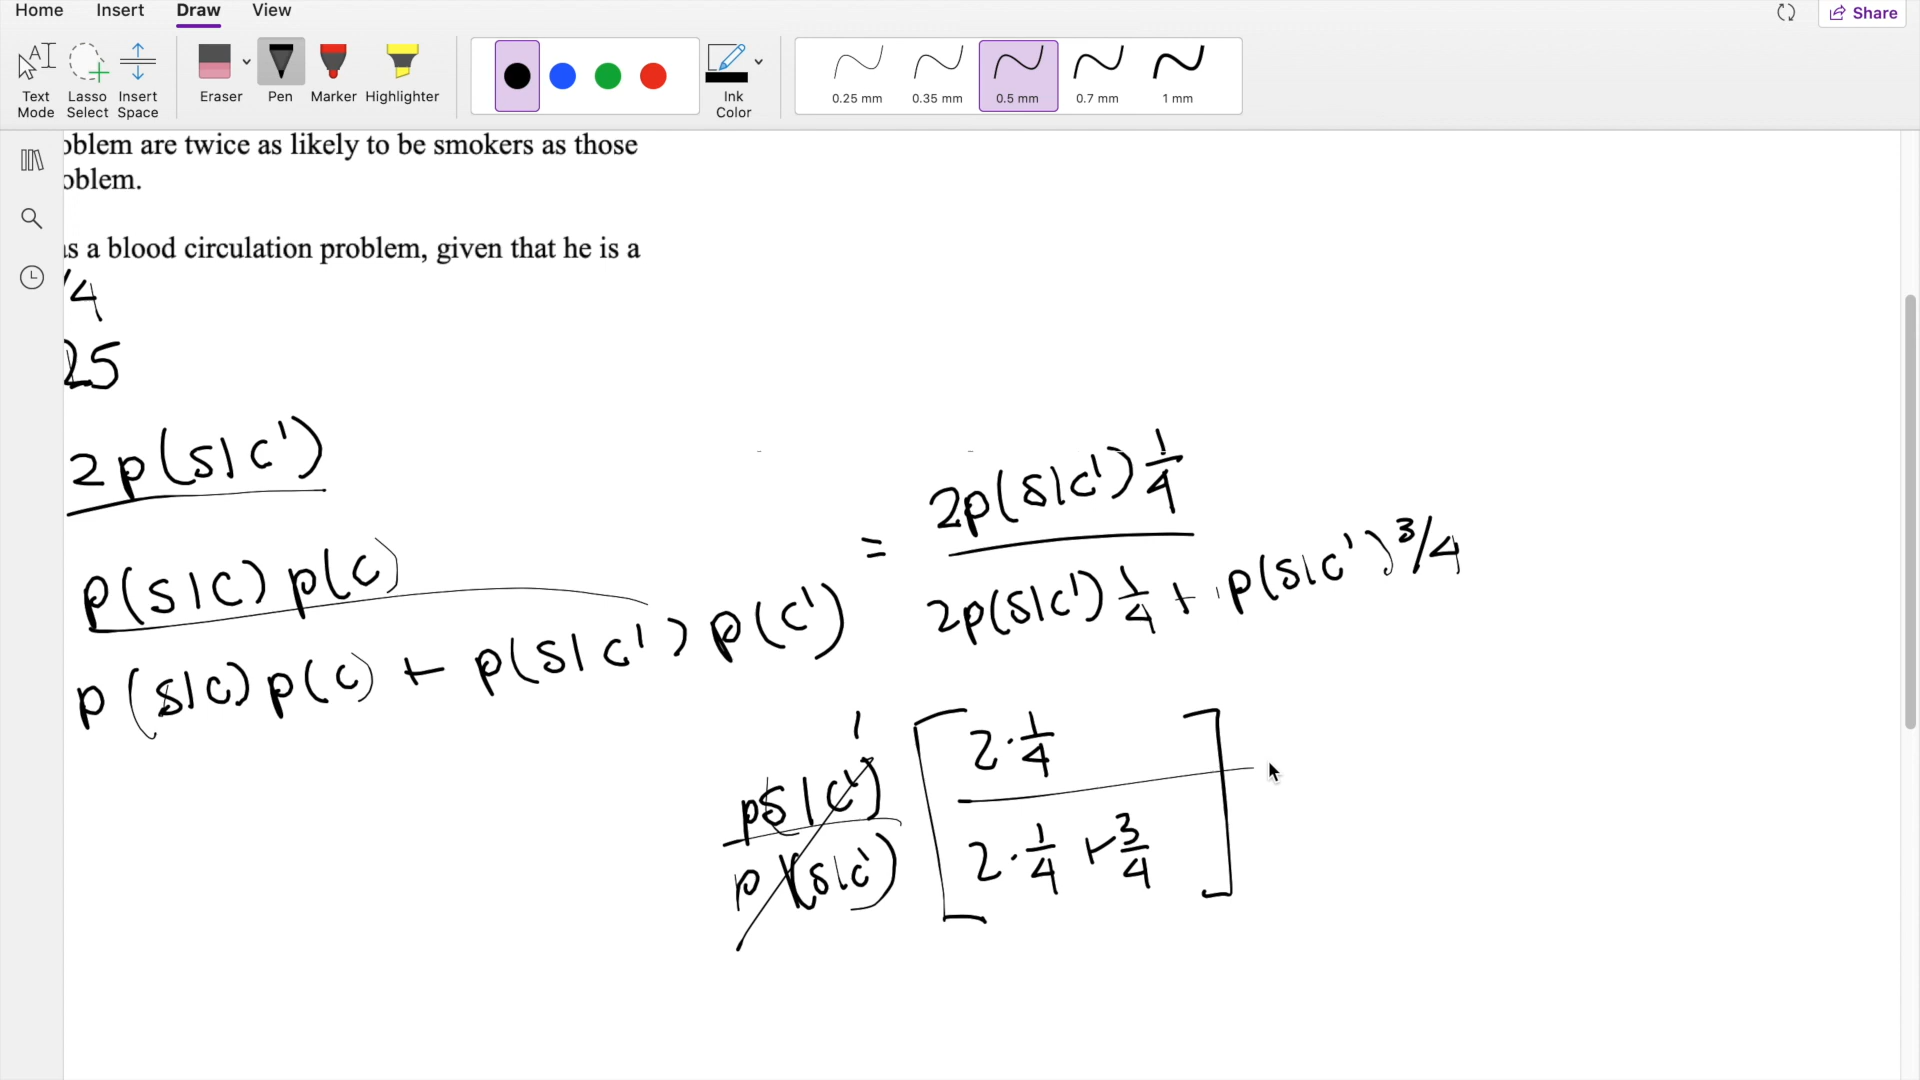 Home Insert Draw View
Share
Text Mode
Lasso Select
Insert Space
Eraser
Pen
Marker
Highlighter
Ink Color
0.25 mm
0.35 mm
0.5 mm
0.7 mm
1 mm
oblem are twice as likely to be smokers as those
oblem.
as a blood circulation problem, given that he is a
/4
25
2p(s|c')
p(s|c) p(c)
p(s|c)p(c) + p(s|c') p(c')
= 2p(s|c') 1/4
2p(s|c') 1/4 + p(s|c') 3/4
1
ps|c')
p(s|c')
2·1/4
2·1/4 + 3/4